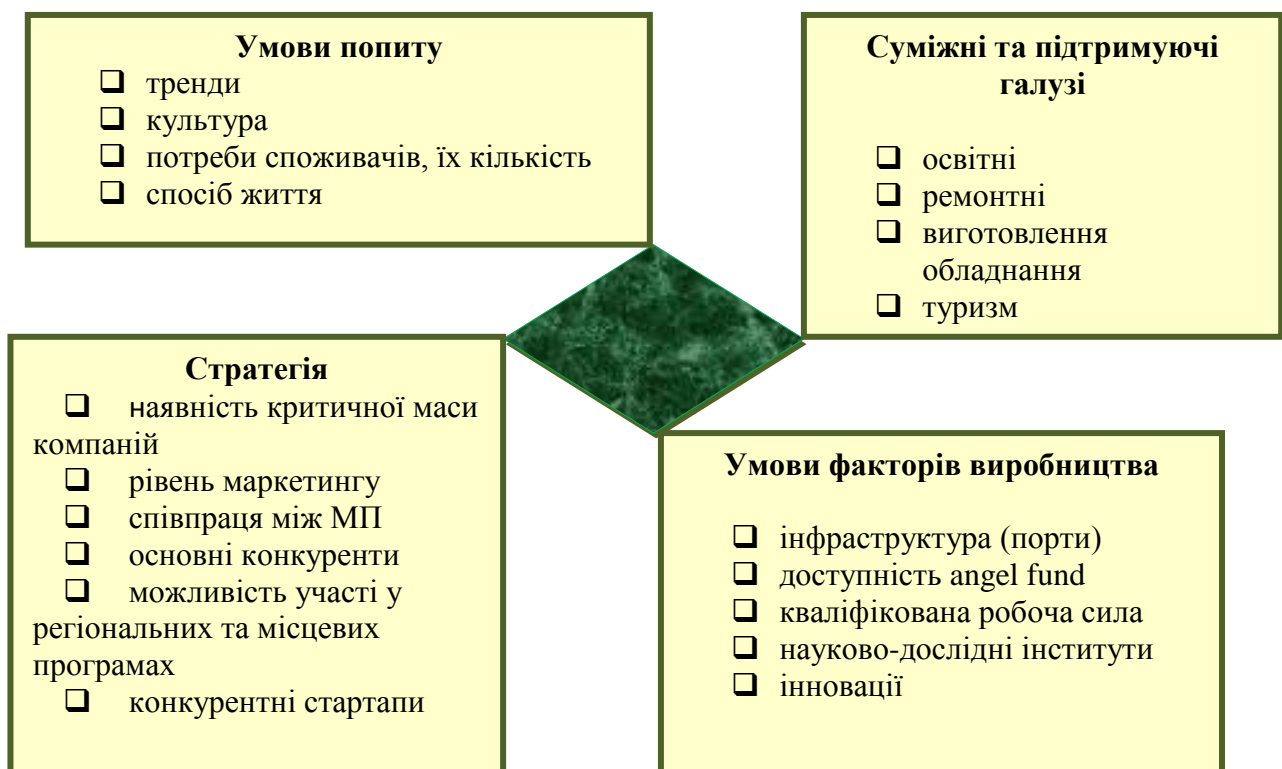 Умови попиту
❑ тренди
❑ культура
❑ потреби споживачів, їх кількість
❑ спосіб життя
Суміжні та підтримуючі
галузі
❑ освітні
❑ ремонтні
❑ виготовлення
обладнання
❑ туризм
Стратегія
❑ наявність критичної маси
компаній
❑ рівень маркетингу
❑ співпраця між МП
❑ основні конкуренти
❑ можливість участі у
регіональних та місцевих
програмах
❑ конкурентні стартапи
Умови факторів виробництва
❑ інфраструктура (порти)
❑ доступність angel fund
❑ кваліфікована робоча сила
❑ науково-дослідні інститути
❑ інновації